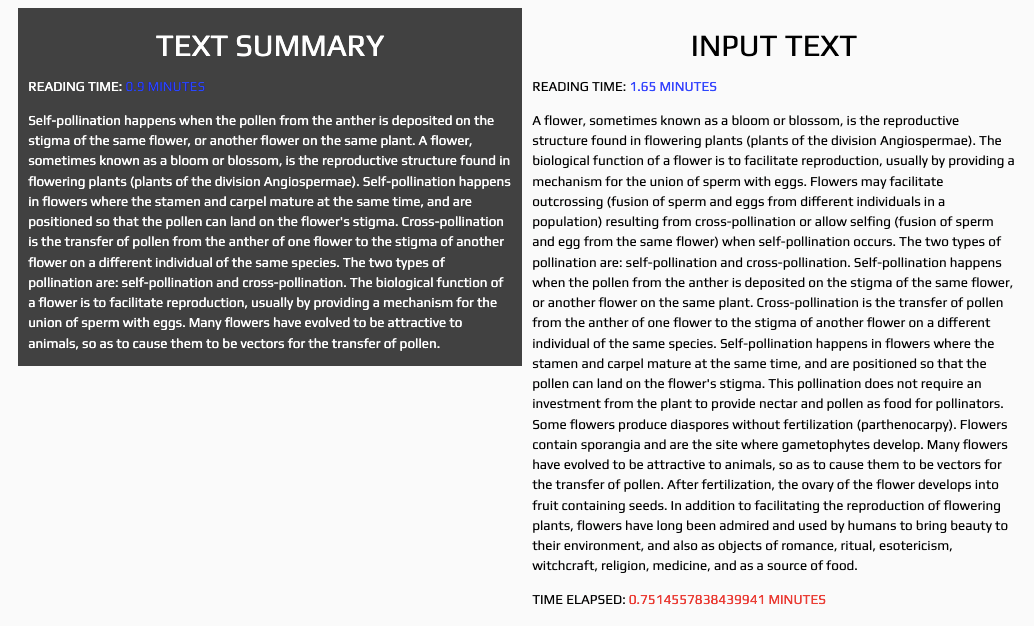 TEXT SUMMARY
READING TIME: 0.9 MINUTES
Self-pollination happens when the pollen from the anther is deposited on the
stigma of the same flower, or another flower on the same plant. A flower,
sometimes known as a bloom or blossom, is the reproductive structure found in
flowering plants (plants of the division Angiospermae). Self-pollination happens
in flowers where the stamen and carpel mature at the same time, and are
positioned so that the pollen can land on the flower's stigma. Cross-pollination
is the transfer of pollen from the anther of one flower to the stigma of another
flower on a different individual of the same species. The two types of
pollination are: self-pollination and cross-pollination. The biological function of
a flower is to facilitate reproduction, usually by providing a mechanism for the
union of sperm with eggs. Many flowers have evolved to be attractive to
animals, so as to cause them to be vectors for the transfer of pollen.
INPUT TEXT
READING TIME: 1.65 MINUTES
A flower, sometimes known as a bloom or blossom, is the reproductive
structure found in flowering plants (plants of the division Angiospermae). The
biological function of a flower is to facilitate reproduction, usually by providing a
mechanism for the union of sperm with eggs. Flowers may facilitate
outcrossing (fusion of sperm and eggs from different individuals in a
population) resulting from cross-pollination or allow selfing (fusion of sperm
and egg from the same flower) when self-pollination occurs. The two types of
pollination are: self-pollination and cross-pollination. Self-pollination happens
when the pollen from the anther is deposited on the stigma of the same flower,
or another flower on the same plant. Cross-pollination is the transfer of pollen
from the anther of one flower to the stigma of another flower on a different
individual of the same species. Self-pollination happens in flowers where the
stamen and carpel mature at the same time, and are positioned so that the
pollen can land on the flower's stigma. This pollination does not require an
investment from the plant to provide nectar and pollen as food for pollinators.
Some flowers produce diaspores without fertilization (parthenocarpy). Flowers
contain sporangia and are the site where gametophytes develop. Many flowers
have evolved to be attractive to animals, so as to cause them to be vectors for
the transfer of pollen. After fertilization, the ovary of the flower develops into
fruit containing seeds. In addition to facilitating the reproduction of flowering
plants, flowers have long been admired and used by humans to bring beauty to
their environment, and also as objects of romance, ritual, esotericism,
witchcraft, religion, medicine, and as a source of food.
TIME ELAPSED: 0.7514557838439941 MINUTES